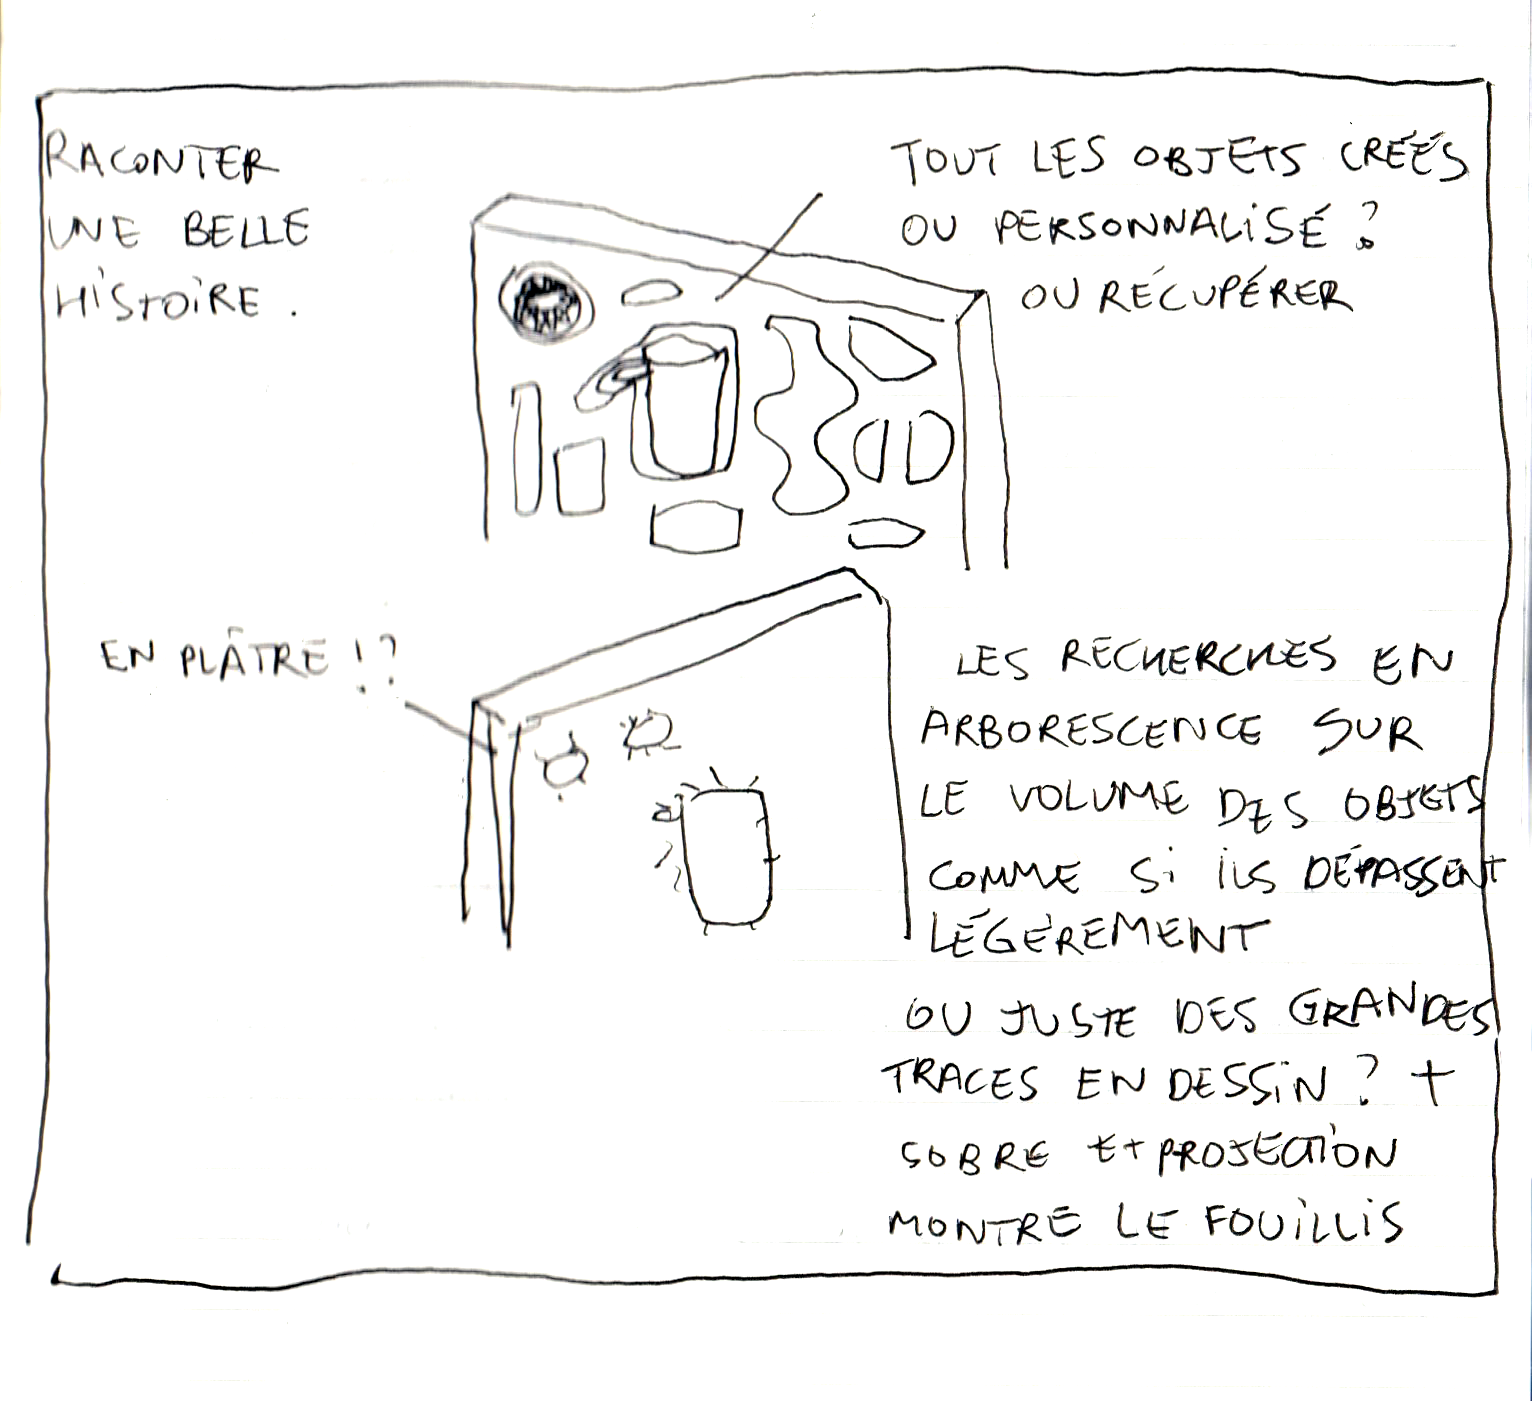 RACONTER
UNE BELLE
HISTOIRE.
TOUT LES OBJETS CRÉÉS
OU PERSONNALISÉ ?
OU RÉCUPÉRER
EN PLÂTRE !?
LES RECHERCHES EN
ARBORESCENCE SUR
LE VOLUME DES OBJETS
COMME SI ILS DÉPASSENT
LÉGÈREMENT
OU JUSTE DES GRANDES
TRACES EN DESSIN ? +
SOBRE ET PROJECTION
MONTRE LE FOUILLIS